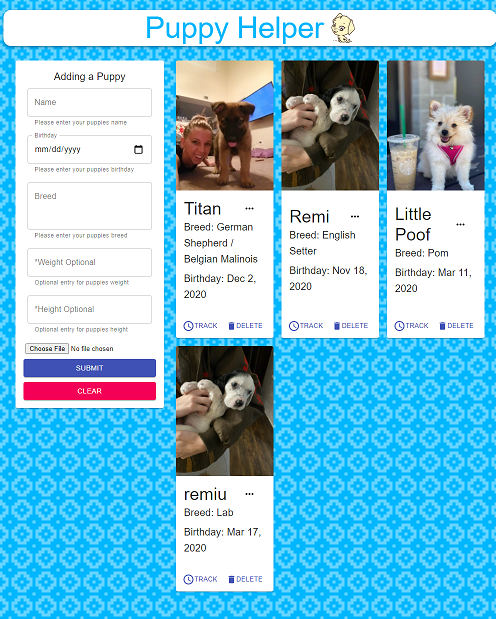 Puppy Helper
Adding a Puppy
Name
Please enter your puppies name
Birthday
mm/dd/yyyy
Please enter your puppies birthday
Breed
Please enter your puppies breed
*Weight Optional
Optional entry for puppies weight
*Height Optional
Optional entry for puppies height
Choose File No file chosen
SUBMIT
CLEAR
Titan
Breed: German
Shepherd /
Belgian Malinois
Birthday: Dec 2,
2020
TRACK DELETE
Remi
Breed: English
Setter
Birthday: Nov 18,
2020
TRACK DELETE
Little
Poof
Breed: Pom
Birthday: Mar 11,
2020
TRACK DELETE
remiu
Breed: Lab
Birthday: Mar 17,
2020
TRACK DELETE